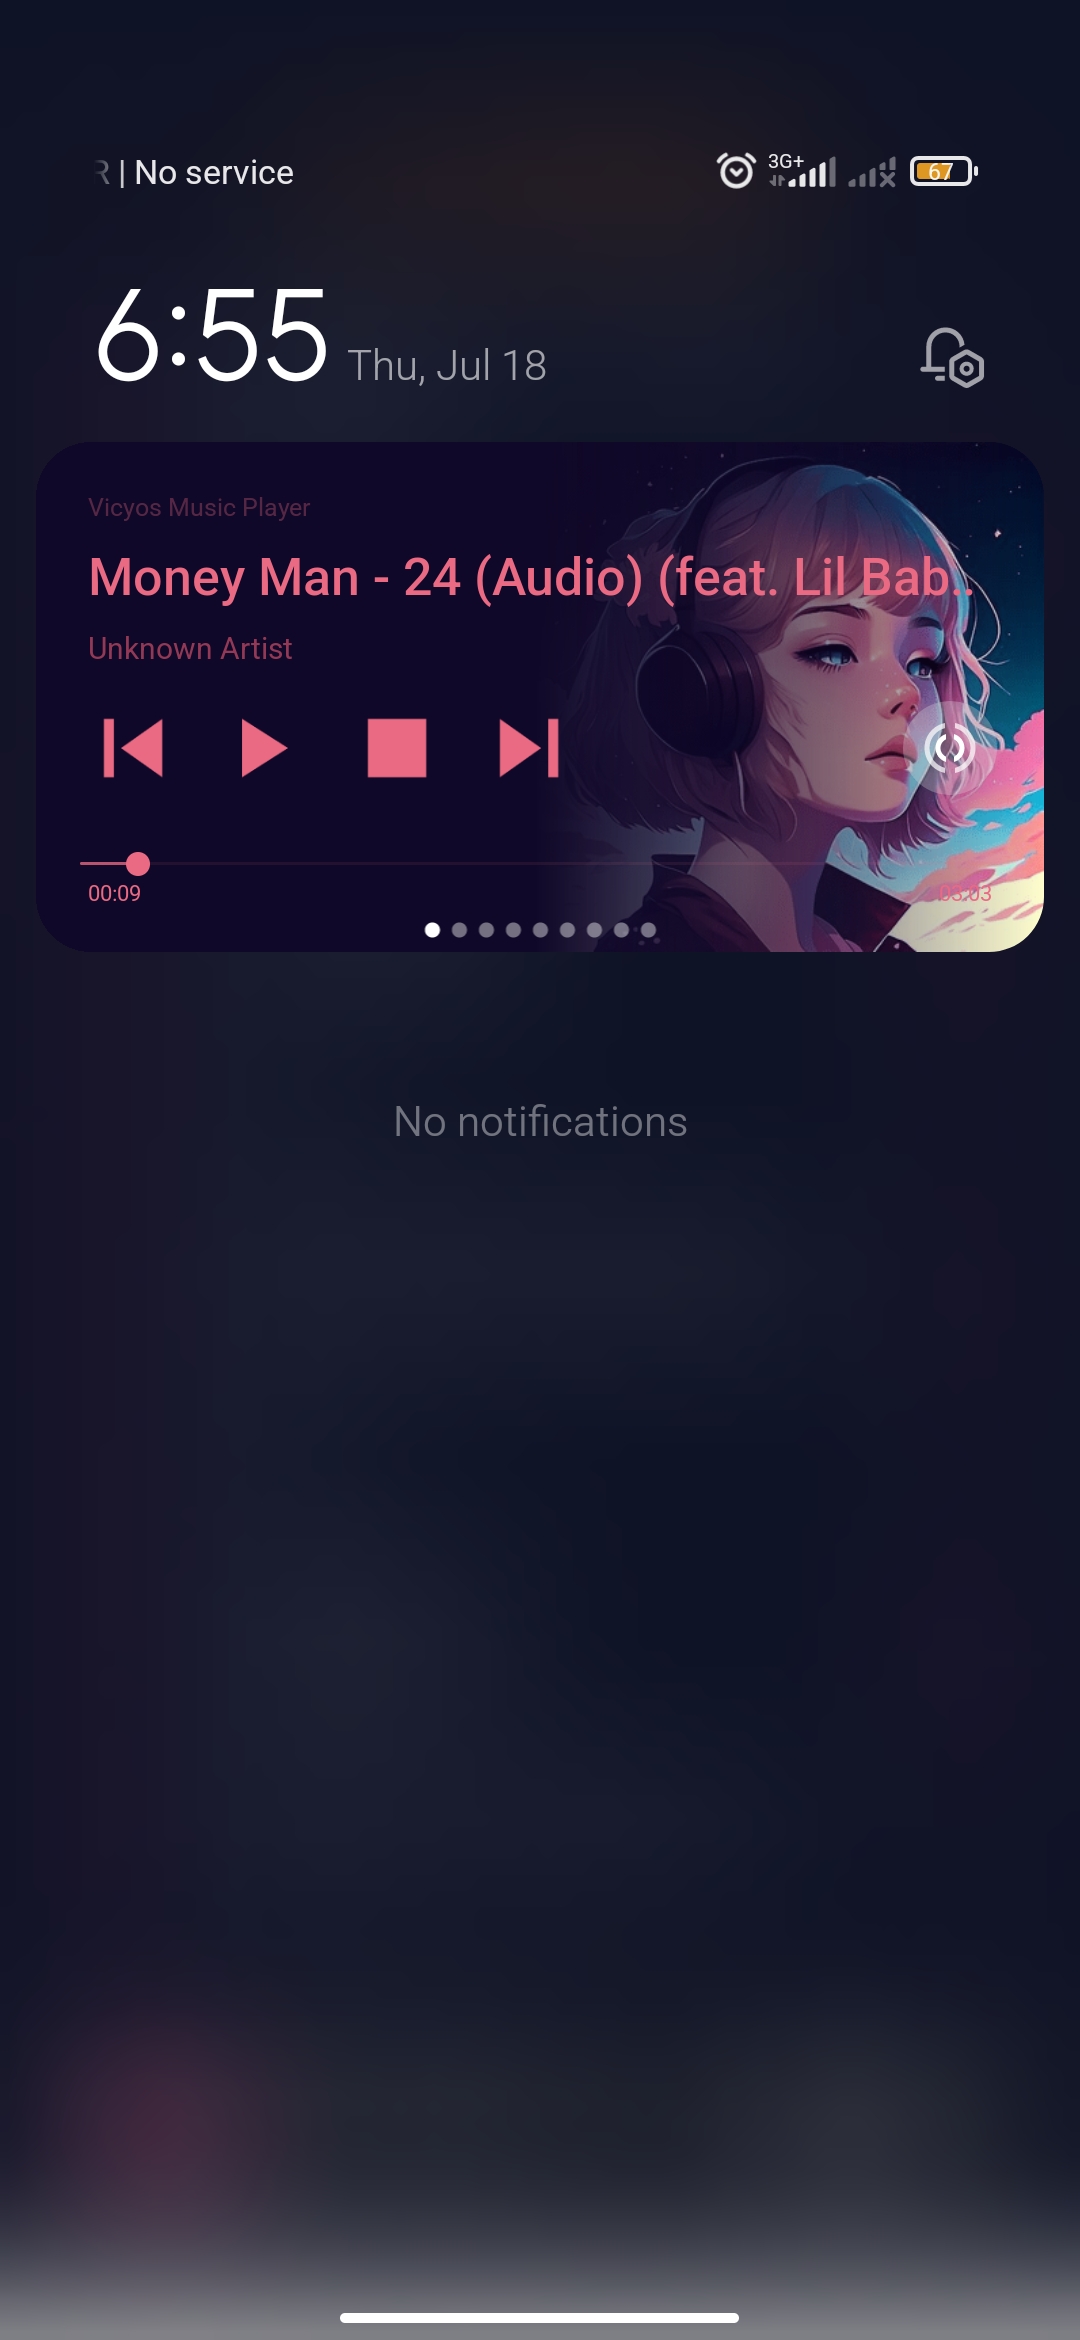 R | No service
3G+
67
6:55 Thu, Jul 18
Vicyos Music Player
Money Man - 24 (Audio) (feat. Lil Bab..
Unknown Artist
00:09
03:03
No notifications